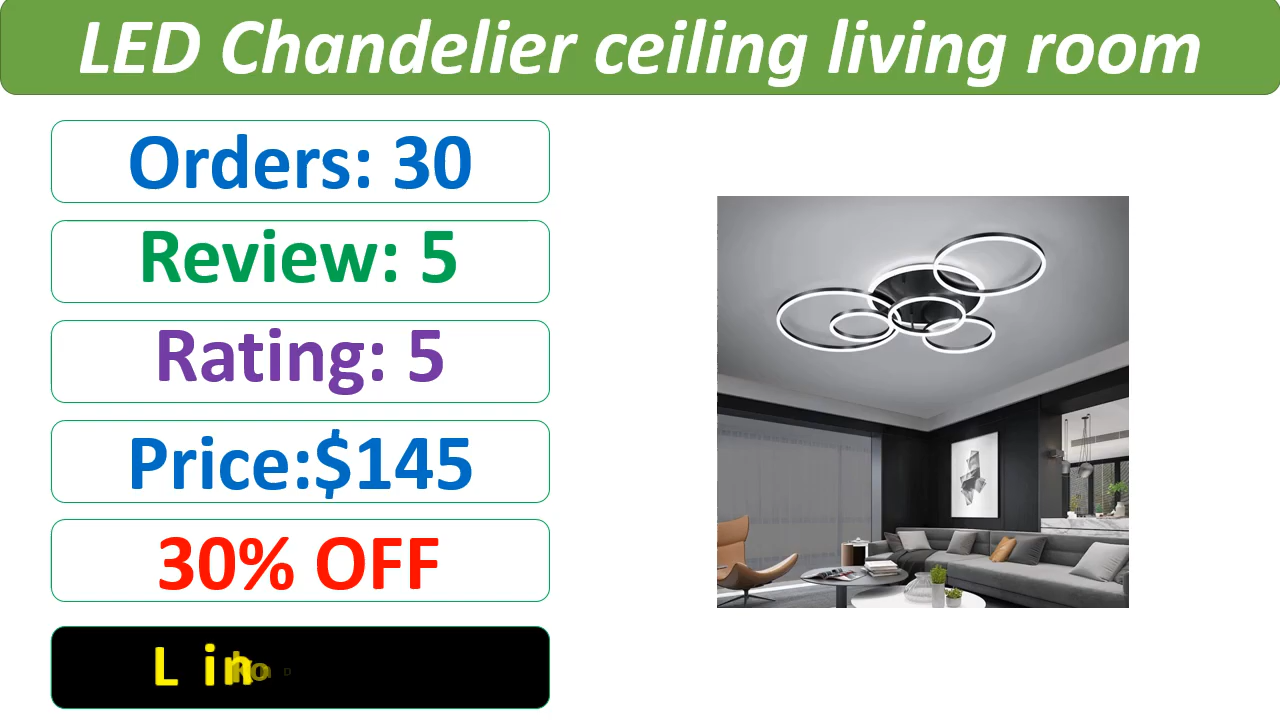 LED Chandelier ceiling living room
Orders: 30
Review: 5
Rating: 5
Price:$145
30% OFF